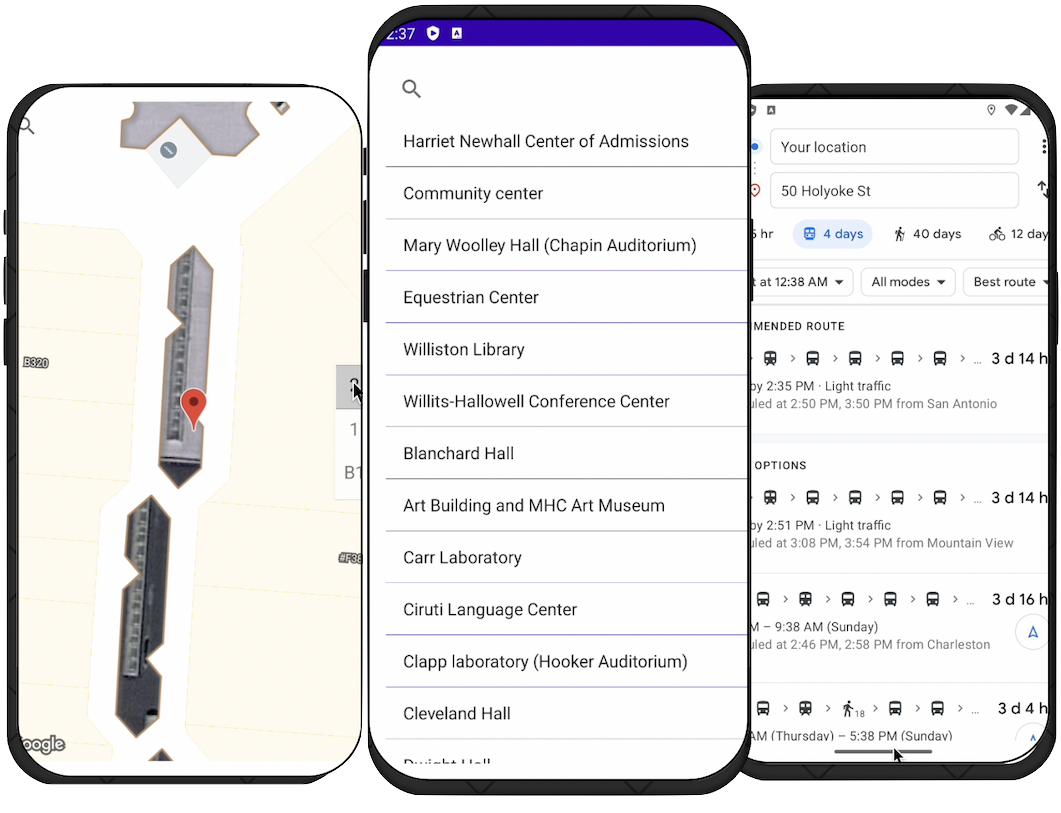 B320
1
B1
oogle
2:37
Harriet Newhall Center of Admissions
Community center
Mary Woolley Hall (Chapin Auditorium)
Equestrian Center
Williston Library
Willits-Hallowell Conference Center
Blanchard Hall
Art Building and MHC Art Museum
Carr Laboratory
Ciruti Language Center
Clapp laboratory (Hooker Auditorium)
Cleveland Hall
Dwight Hall
Your location
50 Holyoke St
hr 4 days 40 days 12 day
t at 12:38 AM All modes Best route
MENDED ROUTE
... 3 d 14 h
by 2:35 PM · Light traffic
uled at 2:50 PM, 3:50 PM from San Antonio
OPTIONS
... 3 d 14 h
by 2:51 PM · Light traffic
uled at 3:08 PM, 3:54 PM from Mountain View
... 3 d 16 h
M – 9:38 AM (Sunday)
uled at 2:46 PM, 2:58 PM from Charleston
18 ... 3 d 4 h
AM (Thursday) – 5:38 PM (Sunday)